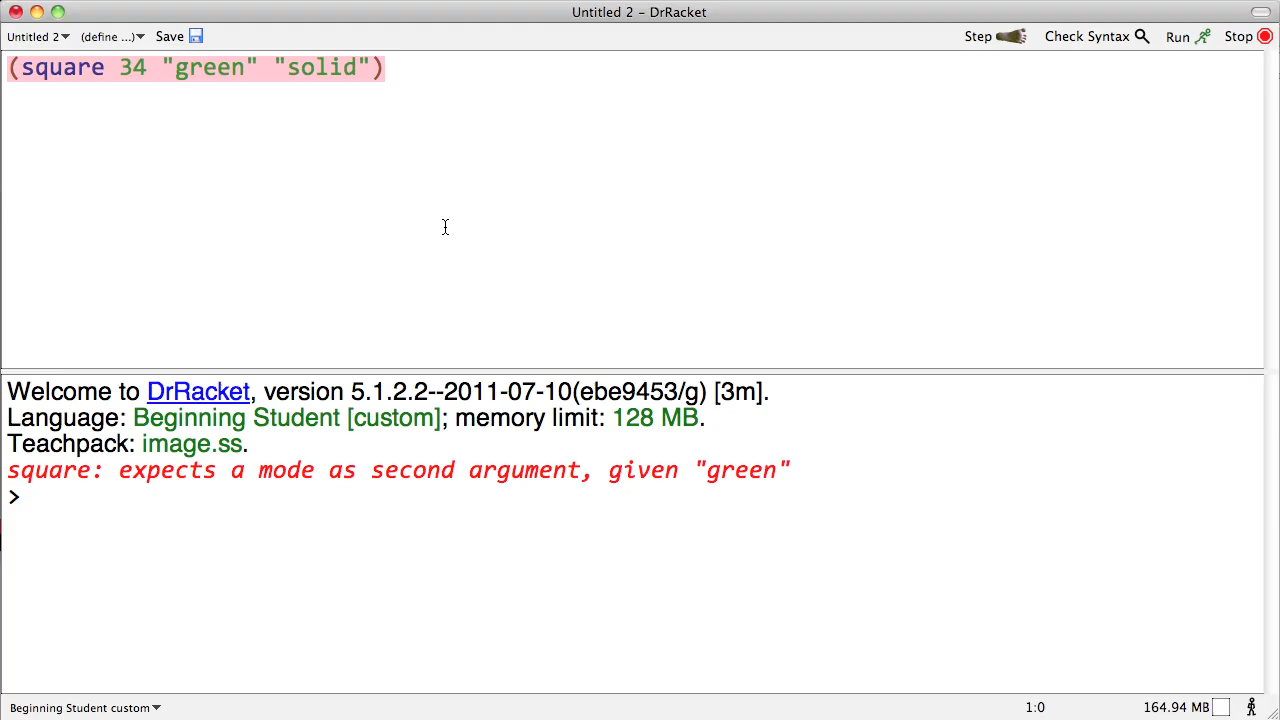 Untitled 2 – DrRacket
Untitled 2 (define ...) Save Step Check Syntax Run Stop
(square 34 "green" "solid")
Welcome to DrRacket, version 5.1.2.2--2011-07-10(ebe9453/g) [3m].
Language: Beginning Student [custom]; memory limit: 128 MB.
Teachpack: image.ss.
square: expects a mode as second argument, given "green"
>
Beginning Student custom 1:0 164.94 MB